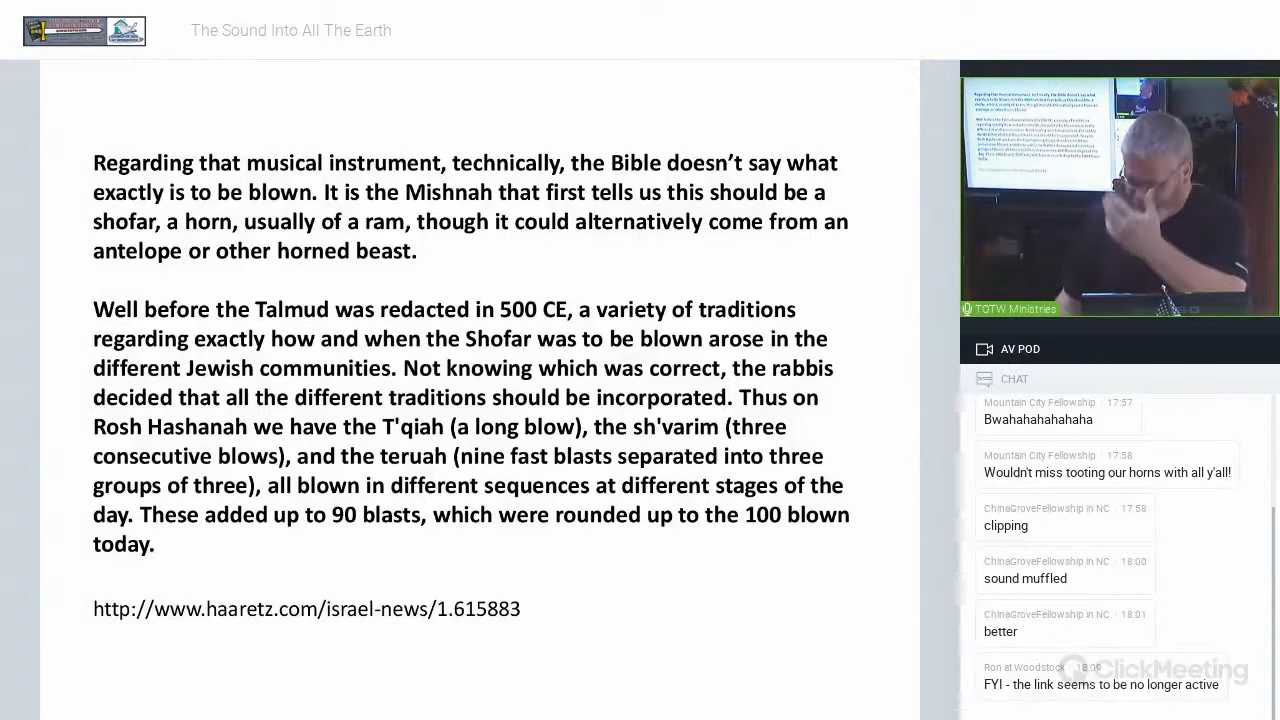 The Sound Into All The Earth
Regarding that musical instrument, technically, the Bible doesn't say what
exactly is to be blown. It is the Mishnah that first tells us this should be a
shofar, a horn, usually of a ram, though it could alternatively come from an
antelope or other horned beast.
Well before the Talmud was redacted in 500 CE, a variety of traditions
regarding exactly how and when the Shofar was to be blown arose in the
different Jewish communities. Not knowing which was correct, the rabbis
decided that all the different traditions should be incorporated. Thus on
Rosh Hashanah we have the T'qiah (a long blow), the sh'varim (three
consecutive blows), and the teruah (nine fast blasts separated into three
groups of three), all blown in different sequences at different stages of the
day. These added up to 90 blasts, which were rounded up to the 100 blown
today.
http://www.haaretz.com/israel-news/1.615883
TOTW Ministries
AV POD
CHAT
Mountain City Fellowship 17:57
Bwahahahahaha
Mountain City Fellowship 17:58
Wouldn't miss tooting our horns with all y'all!
ChinaGroveFellowship in NC 17:58
clipping
ChinaGroveFellowship in NC 18:00
sound muffled
ChinaGroveFellowship in NC 18:01
better
Ron at Woodstock 18:09
FYI - the link seems to be no longer active
ClickMeeting